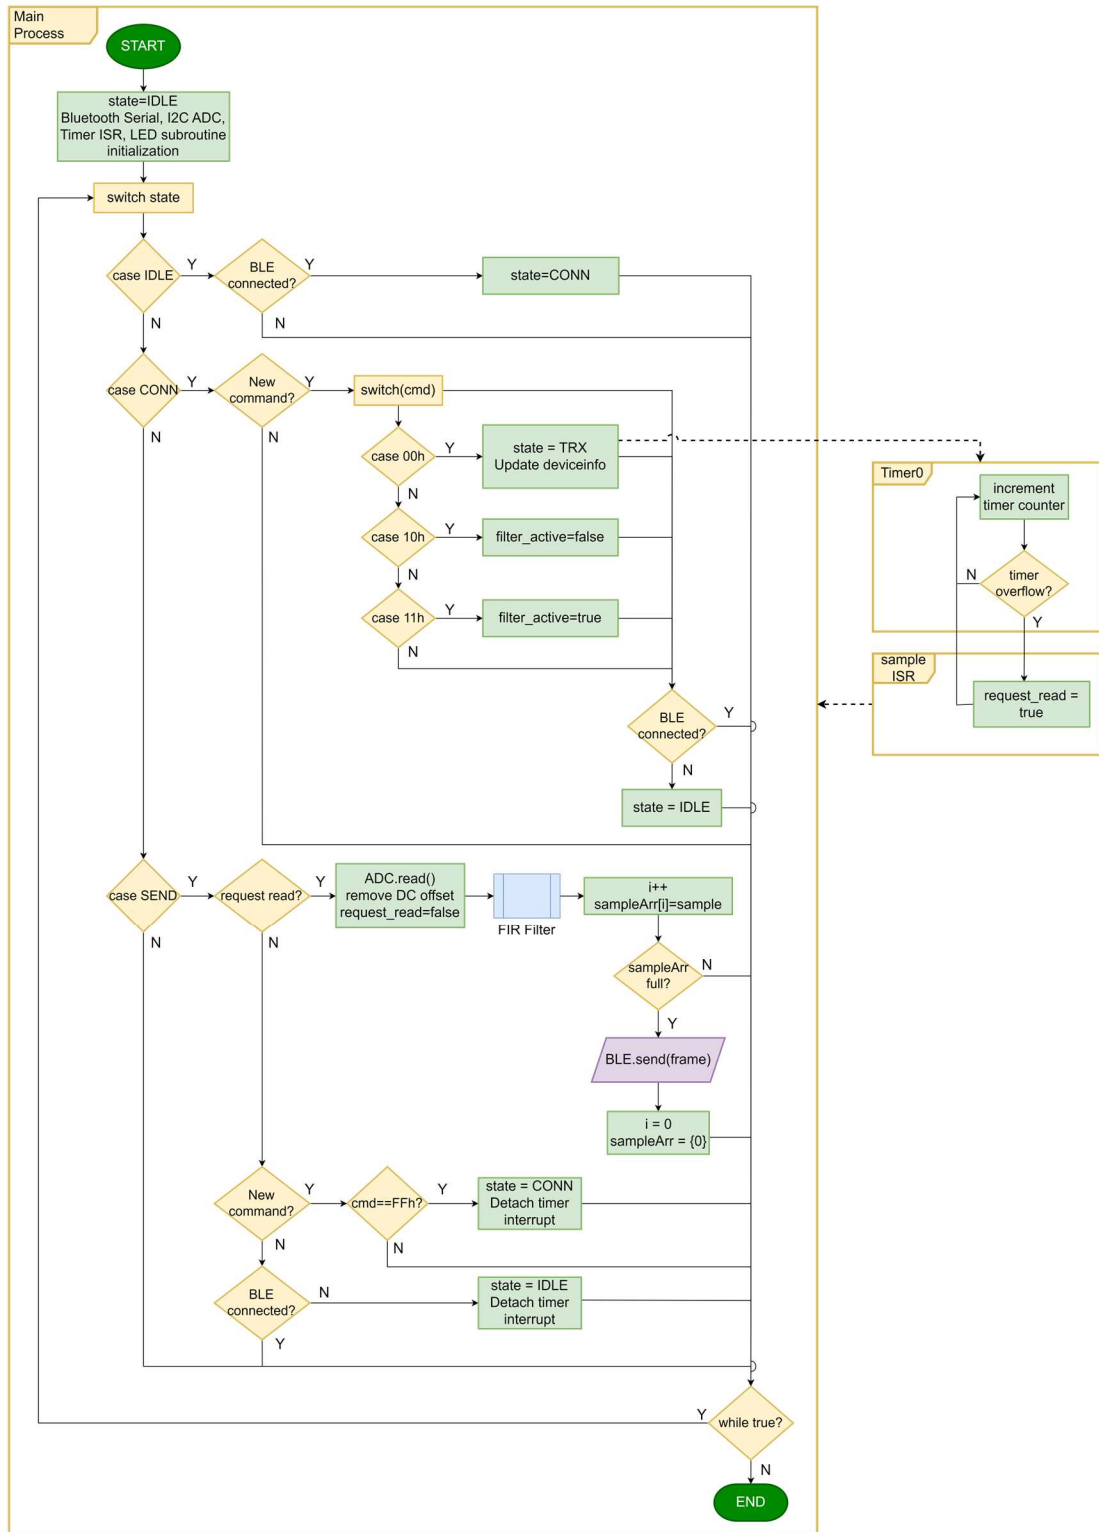 Main
Process
START
state=IDLE
Bluetooth Serial, I2C ADC,
Timer ISR, LED subroutine
initialization
switch state
case IDLE
Y
BLE
connected?
Y
state=CONN
N
N
case CONN
Y
New
command?
Y
switch(cmd)
N
N
case 00h
Y
state = TRX
Update deviceinfo
N
case 10h
Y
filter_active=false
N
case 11h
Y
filter_active=true
N
BLE
connected?
Y
N
state = IDLE
Timer0
increment
timer counter
timer
overflow?
N
Y
sample
ISR
request_read =
true
case SEND
Y
request read?
Y
ADC.read()
remove DC offset
request_read=false
FIR Filter
i++
sampleArr[i]=sample
N
N
sampleArr
full?
N
Y
BLE.send(frame)
i = 0
sampleArr = {0}
New
command?
Y
cmd==FFh?
Y
state = CONN
Detach timer
interrupt
N
N
BLE
connected?
N
state = IDLE
Detach timer
interrupt
Y
while true?
Y
N
END